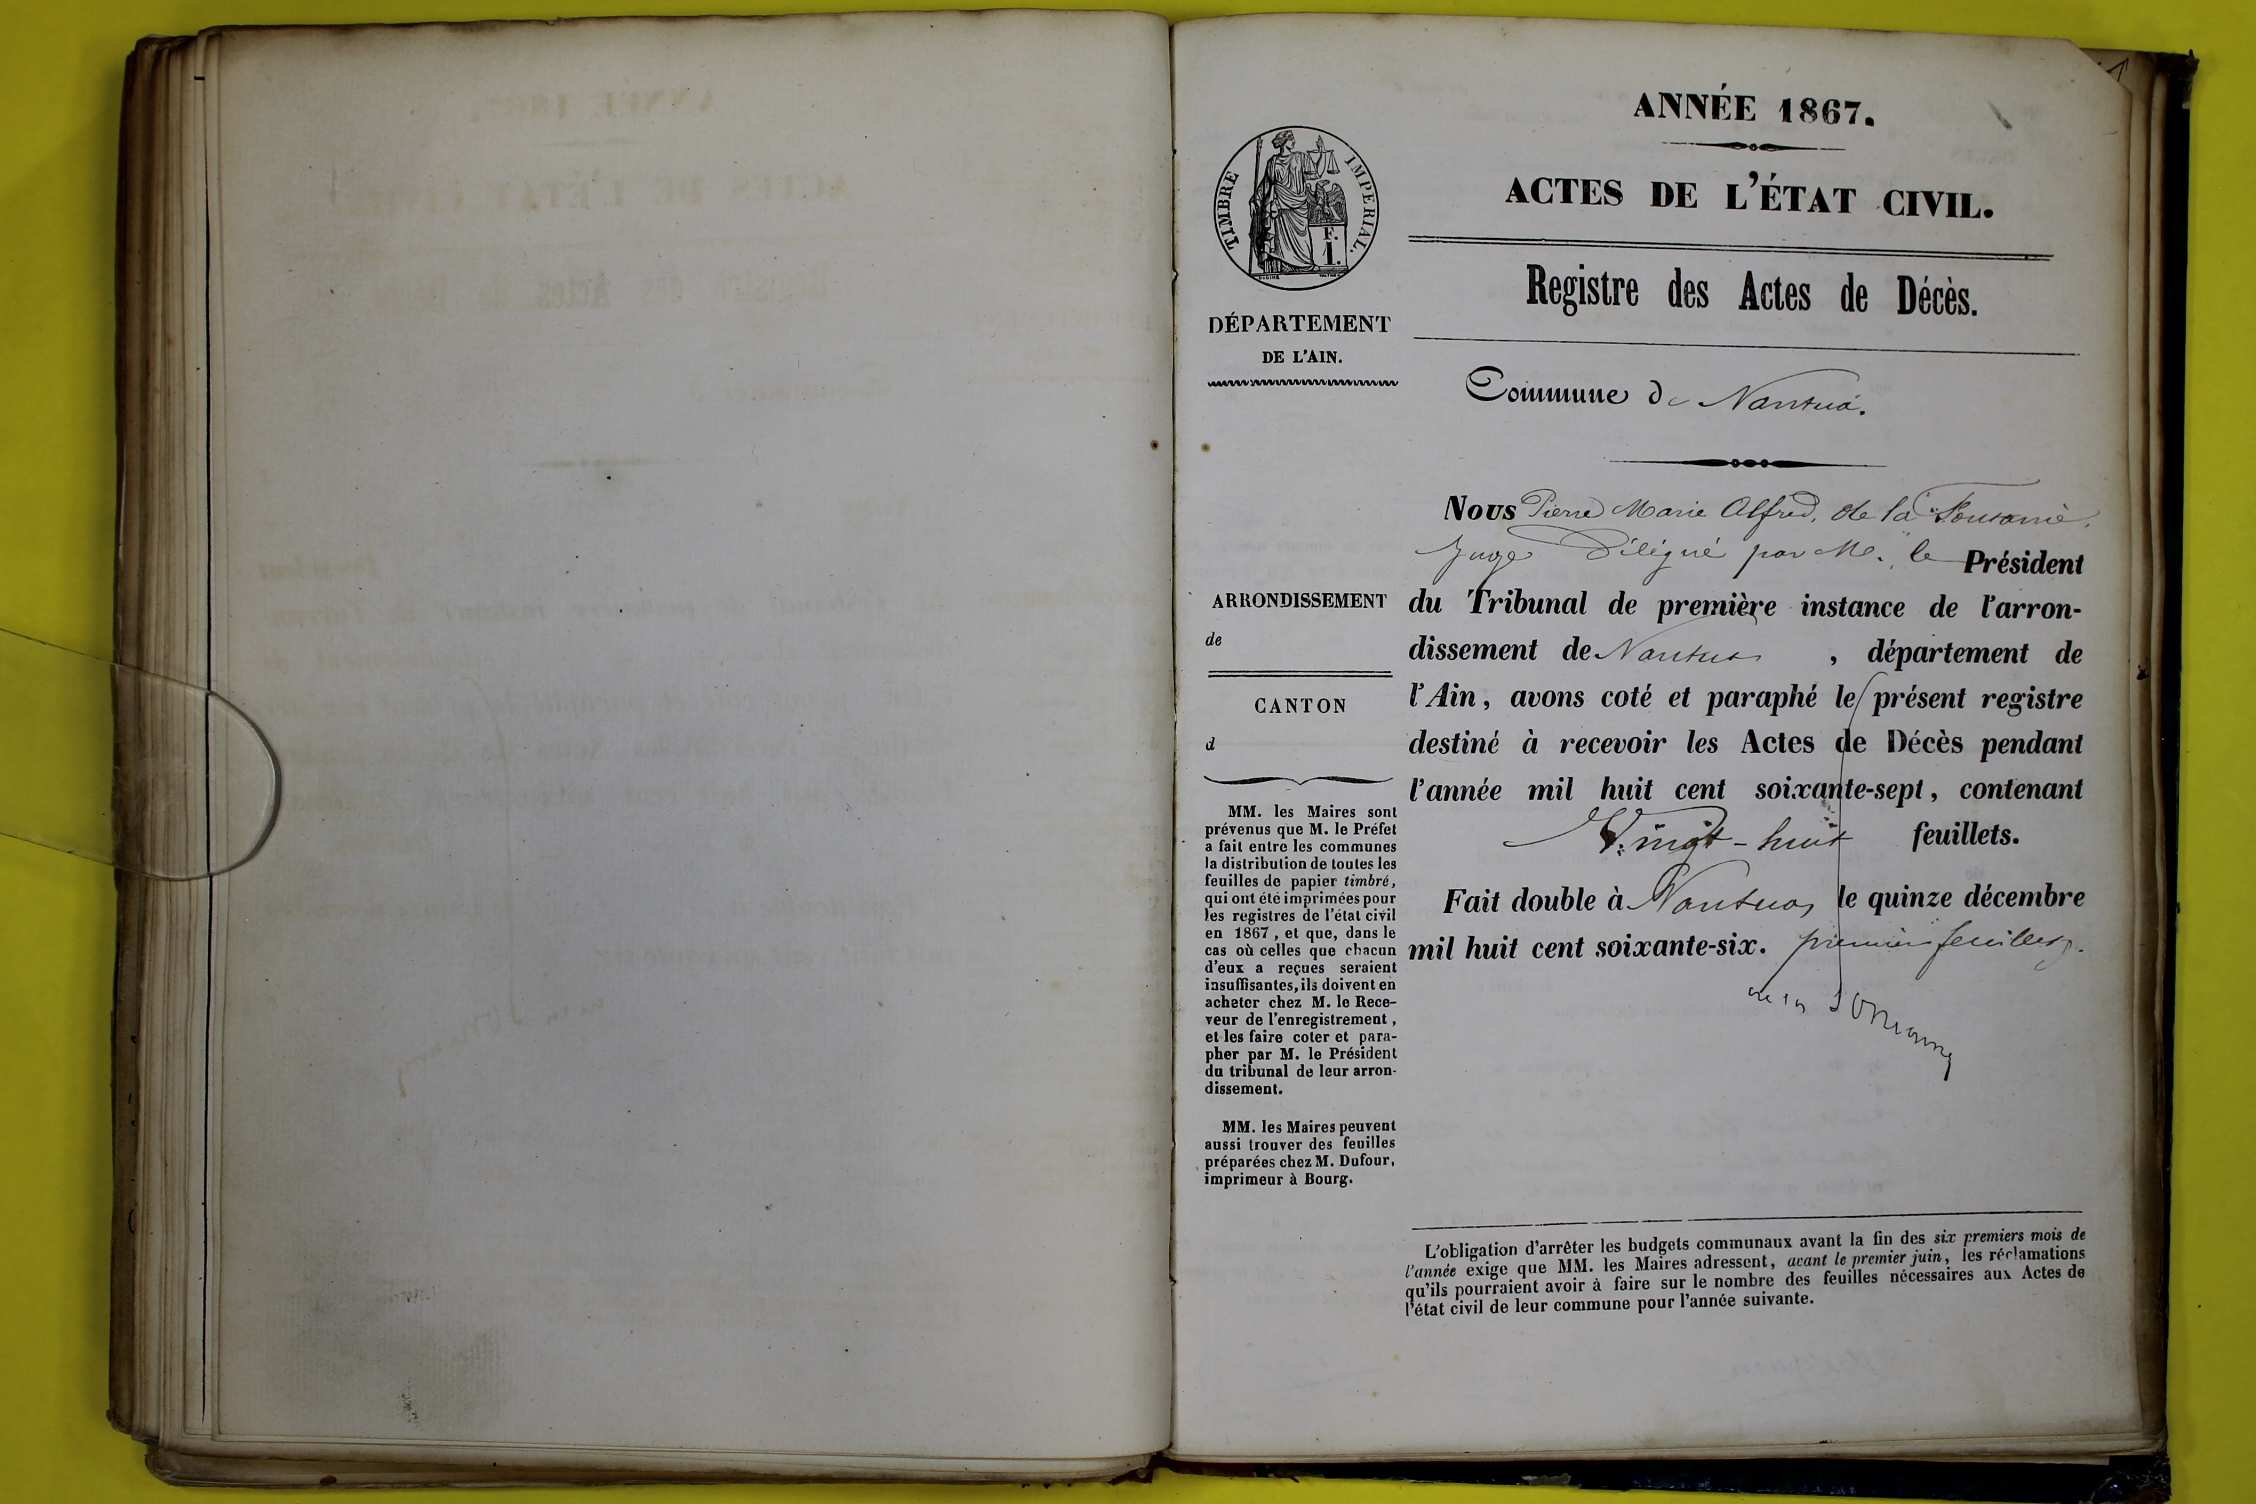 ANNÉE 1867.
ACTES DE L'ÉTAT CIVIL.
Registre des Actes de Décès.
TIMBRE IMPERIAL.
F.
1.
DÉPARTEMENT
DE L'AIN.
Commune de Nantua.
Nous Pierre Marie Alfred, de la
Juge Délégué par Mr. le Président
du Tribunal de première instance de l'arron-
dissement de Nantua, département de
l'Ain, avons coté et paraphé le présent registre
destiné à recevoir les Actes de Décès pendant
l'année mil huit cent soixante-sept, contenant
Vingt-huit feuillets.
Fait double à Nantua, le quinze décembre
mil huit cent soixante-six. premier feuillet.
ARRONDISSEMENT
de
CANTON
d
MM. les Maires sont
prévenus que M. le Préfet
a fait entre les communes
la distribution de toutes les
feuilles de papier timbré,
qui ont été imprimées pour
les registres de l'état civil
en 1867, et que, dans le
cas où celles que chacun
d'eux a reçues seraient
insuffisantes, ils doivent en
acheter chez M. le Rece-
veur de l'enregistrement,
et les faire coter et para-
pher par M. le Président
du tribunal de leur arron-
dissement.
MM. les Maires peuvent
aussi trouver des feuilles
préparées chez M. Dufour,
imprimeur à Bourg.
L'obligation d'arrêter les budgets communaux avant la fin des six premiers mois de
l'année exige que MM. les Maires adressent, avant le premier juin, les réclamations
qu'ils pourraient avoir à faire sur le nombre des feuilles nécessaires aux Actes de
l'état civil de leur commune pour l'année suivante.